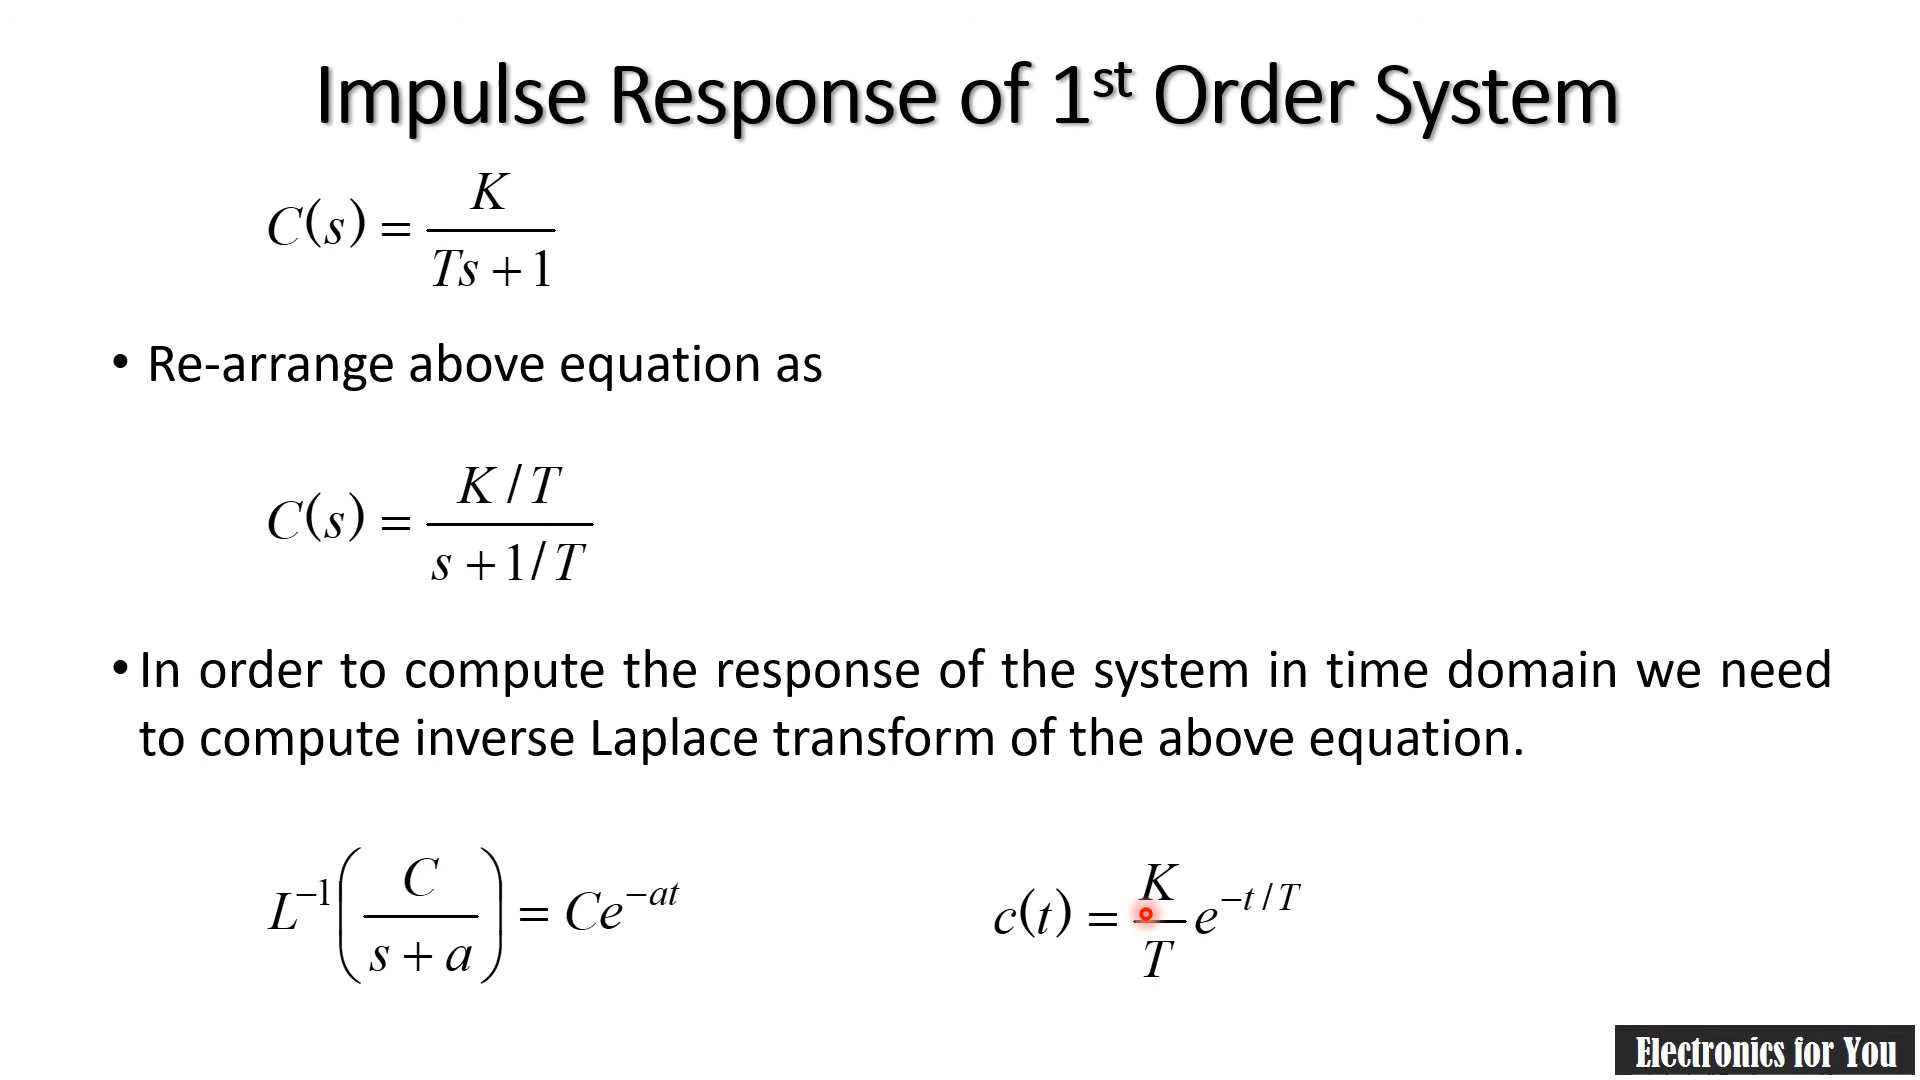 Impulse Response of 1st Order System
C(s) = K / (Ts + 1)
• Re-arrange above equation as
C(s) = (K / T) / (s + 1 / T)
• In order to compute the response of the system in time domain we need
to compute inverse Laplace transform of the above equation.
L⁻¹(C / (s + a)) = Ce^(−at)
c(t) = (K / T) e^(−t / T)
Electronics for You